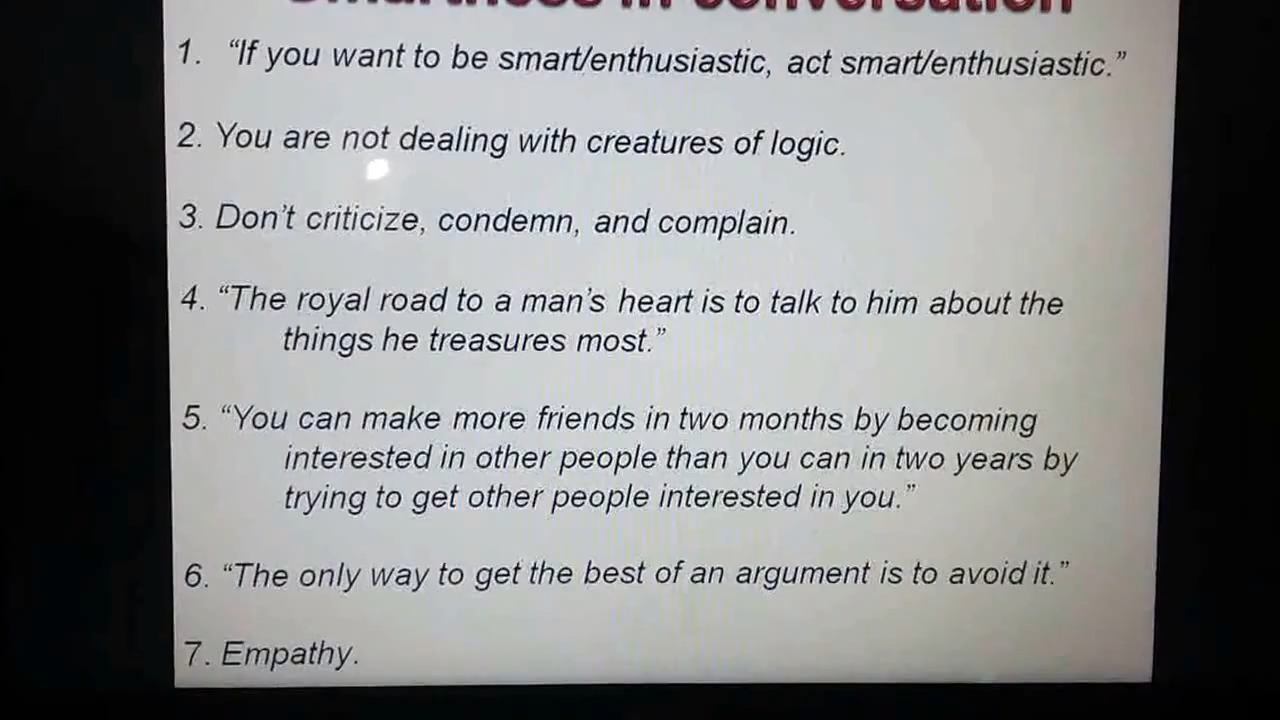 Smartness in conversation
1. “If you want to be smart/enthusiastic, act smart/enthusiastic.”
2. You are not dealing with creatures of logic.
3. Don’t criticize, condemn, and complain.
4. “The royal road to a man’s heart is to talk to him about the
things he treasures most.”
5. “You can make more friends in two months by becoming
interested in other people than you can in two years by
trying to get other people interested in you.”
6. “The only way to get the best of an argument is to avoid it.”
7. Empathy.